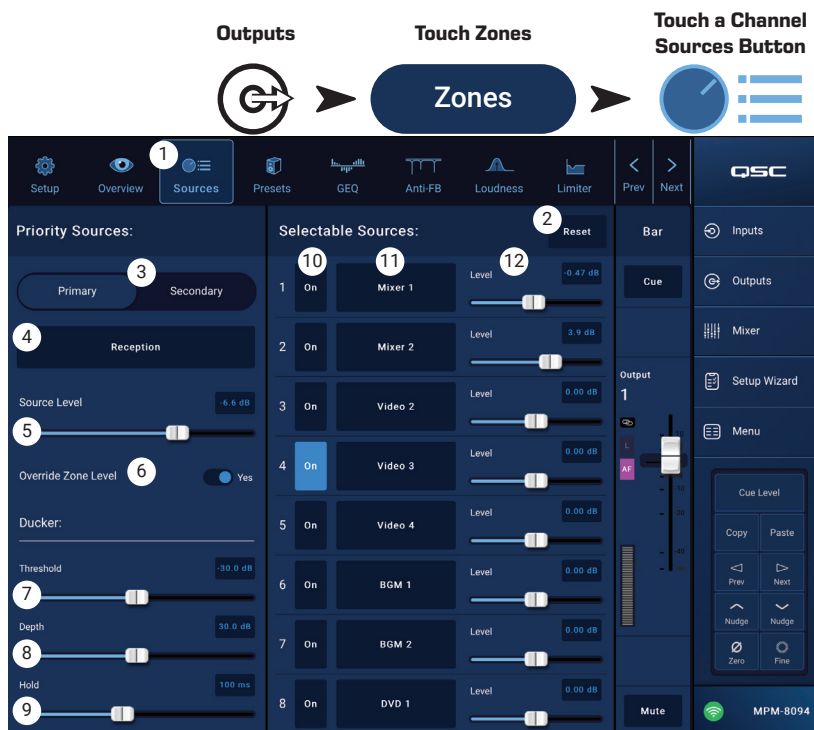 Outputs
Touch Zones
Touch a Channel
Sources Button
Zones
1
Setup
Overview
Sources
Presets
GEQ
Anti-FB
Loudness
Limiter
Prev
Next
QSC
Priority Sources:
Selectable Sources:
2
Reset
Bar
Inputs
3
Primary
Secondary
10
11
12
1
On
Mixer 1
Level
-0.47 dB
Cue
Outputs
4
Reception
2
On
Mixer 2
Level
3.9 dB
Mixer
Source Level
-6.6 dB
5
3
On
Video 2
Level
0.00 dB
Output
1
Setup Wizard
Menu
6
Override Zone Level
Yes
4
On
Video 3
Level
0.00 dB
L
AF
10
-10
-20
-40
Cue Level
Ducker:
5
On
Video 4
Level
0.00 dB
Copy
Paste
Threshold
-30.0 dB
7
6
On
BGM 1
Level
0.00 dB
Prev
Next
Depth
30.0 dB
8
7
On
BGM 2
Level
0.00 dB
Nudge
Nudge
Zero
Fine
Hold
100 ms
9
8
On
DVD 1
Level
0.00 dB
Mute
MPM-8094